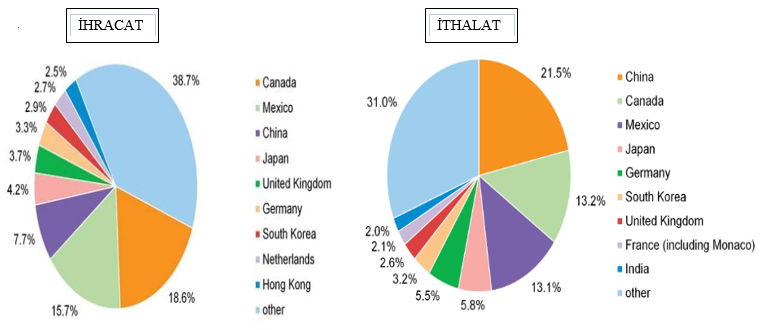 İHRACAT
38.7%
18.6%
15.7%
7.7%
4.2%
3.7%
3.3%
2.9%
2.7%
2.5%
Canada
Mexico
China
Japan
United Kingdom
Germany
South Korea
Netherlands
Hong Kong
other
İTHALAT
21.5%
13.2%
13.1%
5.8%
5.5%
3.2%
2.6%
2.1%
2.0%
31.0%
China
Canada
Mexico
Japan
Germany
South Korea
United Kingdom
France (including Monaco)
India
other